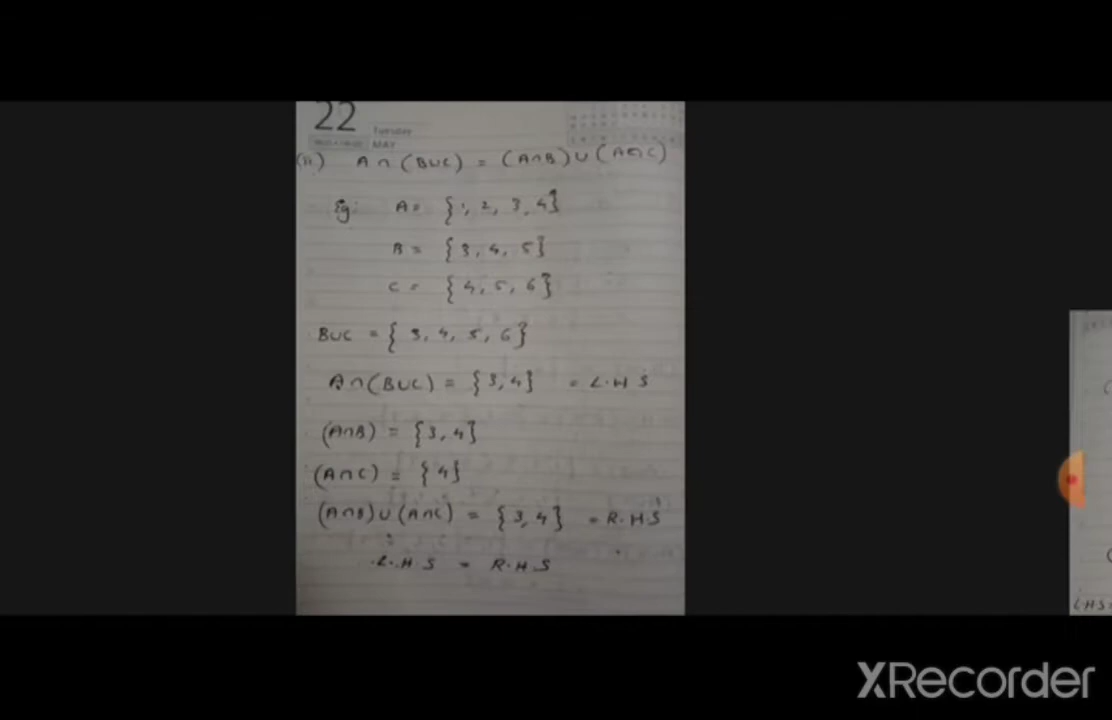 22
Tuesday
MAY
(ii) A ∩ (B∪C) = (A∩B) ∪ (A∩C)
Eg: A = {1, 2, 3, 4}
B = {3, 4, 5}
C = {4, 5, 6}
B∪C = {3, 4, 5, 6}
A∩(B∪C) = {3, 4} = L.H.S
(A∩B) = {3, 4}
(A∩C) = {4}
(A∩B)∪(A∩C) = {3, 4} = R.H.S
L.H.S = R.H.S
L.H.S
XRecorder